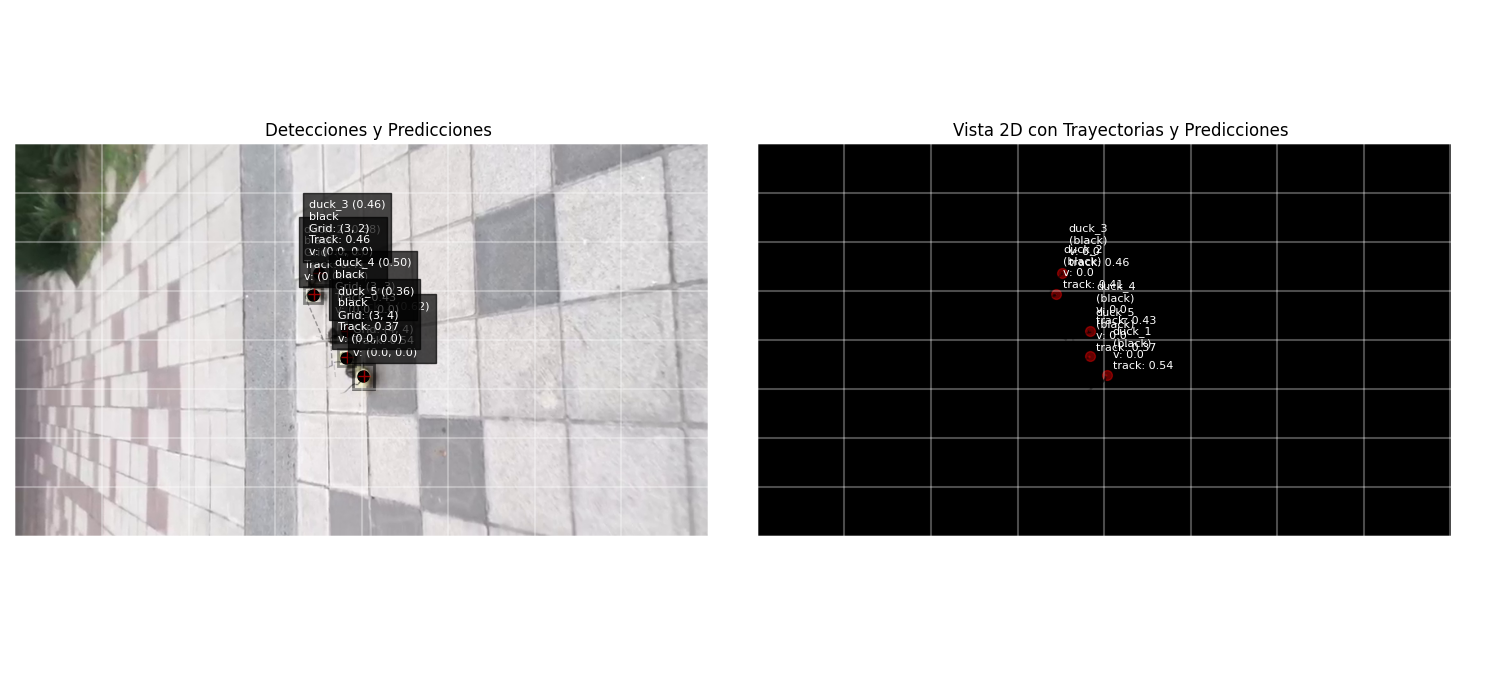 Detecciones y Predicciones
duck_3 (0.46)
black
Grid: (3, 2)
Track: 0.46
v: (0.0, 0.0)
duck_4 (0.50)
black
duck_5 (0.36)
black
Grid: (3, 4)
Track: 0.37
v: (0.0, 0.0)
v: (0.0, 0.0)
Vista 2D con Trayectorias y Predicciones
duck_3
(black)
track: 0.46
duck_2
(black)
v: 0.0
track: 0.41
duck_4
(black)
v: 0.0
track: 0.43
duck_5
(black)
v: 0.0
track: 0.37
duck_1
(black)
v: 0.0
track: 0.54